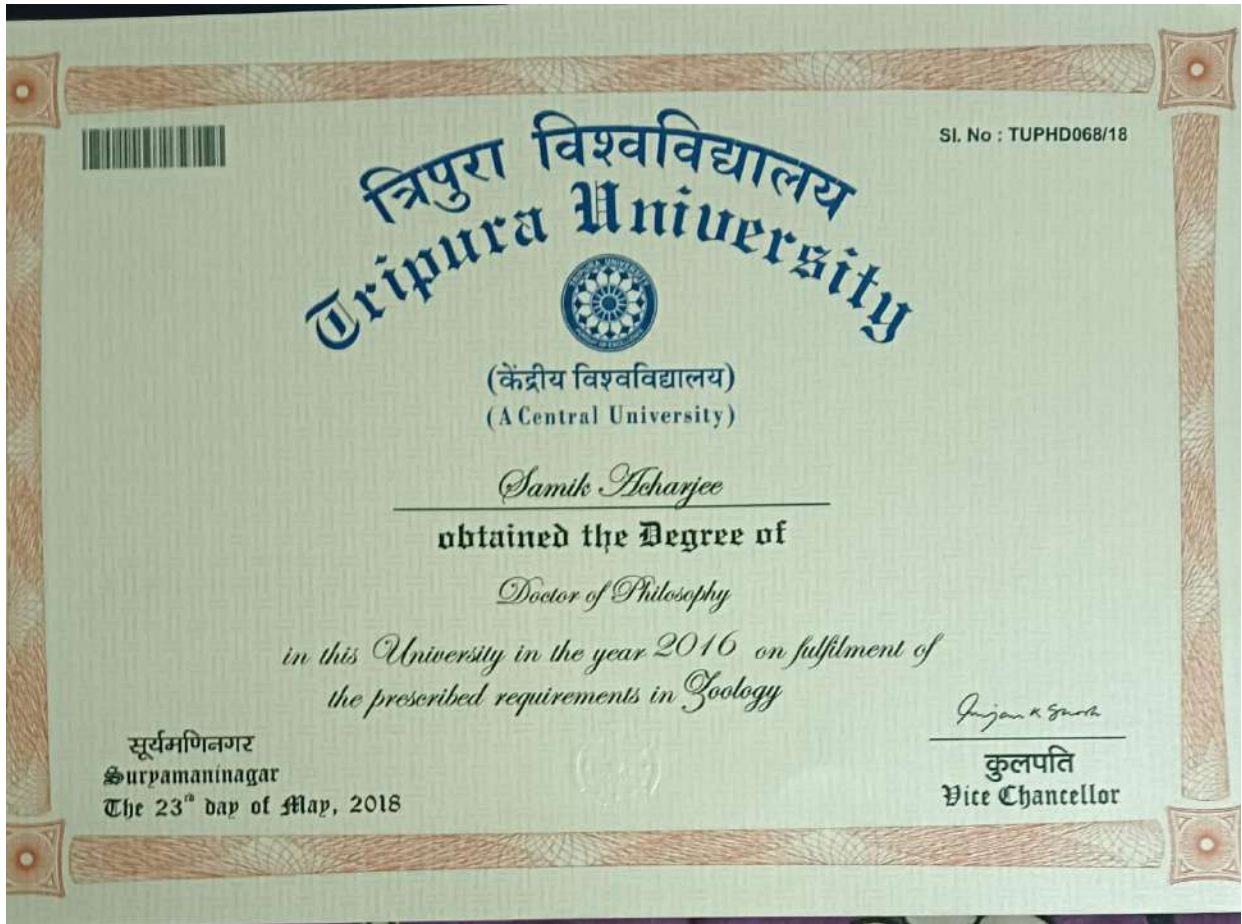 Sl. No : TUPHD068/18
त्रिपुरा विश्वविद्यालय
Tripura University
TRIPURA UNIVERSITY
(केंद्रीय विश्वविद्यालय)
(A Central University)
Samik Acharjee
obtained the Degree of
Doctor of Philosophy
in this University in the year 2016 on fulfilment of
the prescribed requirements in Zoology
सूर्यमणिनगर
Suryamaninagar
The 23rd day of May, 2018
कुलपति
Vice Chancellor